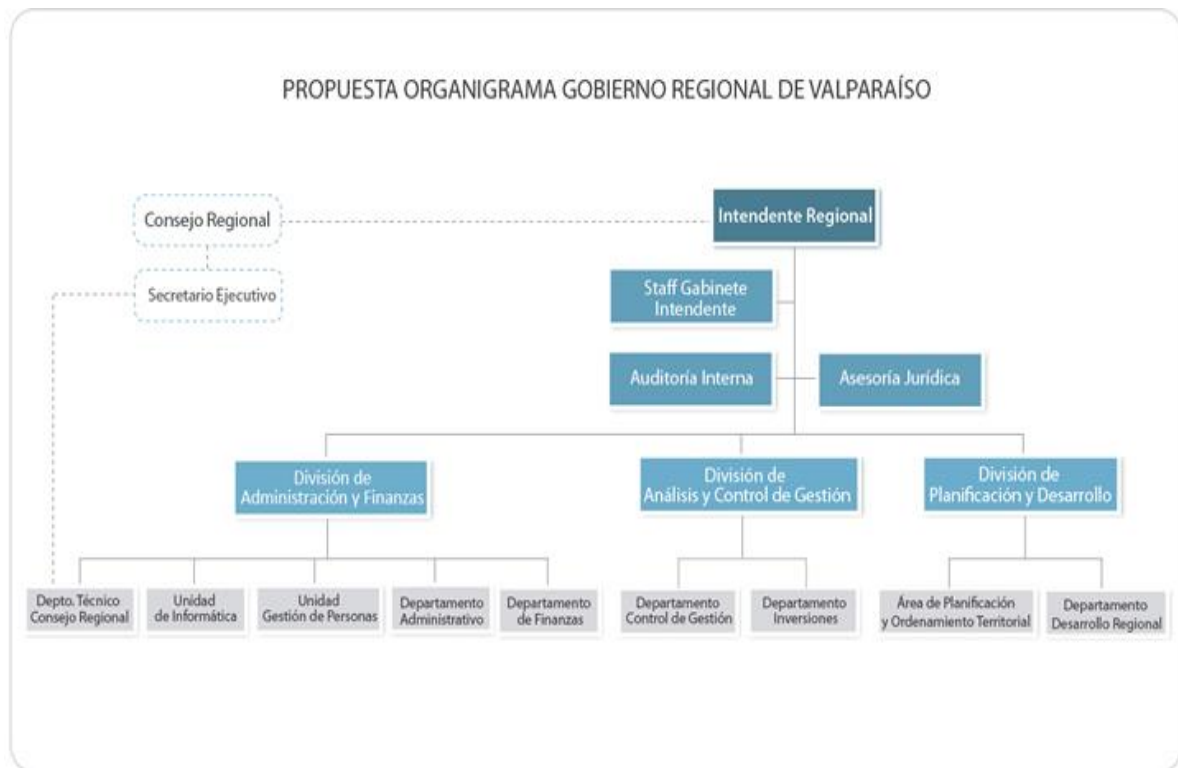 PROPUESTA ORGANIGRAMA GOBIERNO REGIONAL DE VALPARAÍSO
Consejo Regional
Intendente Regional
Secretario Ejecutivo
Staff Gabinete
Intendente
Auditoría Interna
Asesoría Jurídica
División de
Administración y Finanzas
División de
Análisis y Control de Gestión
División de
Planificación y Desarrollo
Depto. Técnico
Consejo Regional
Unidad
de Informática
Unidad
Gestión de Personas
Departamento
Administrativo
Departamento
de Finanzas
Departamento
Control de Gestión
Departamento
Inversiones
Área de Planificación
y Ordenamiento Territorial
Departamento
Desarrollo Regional